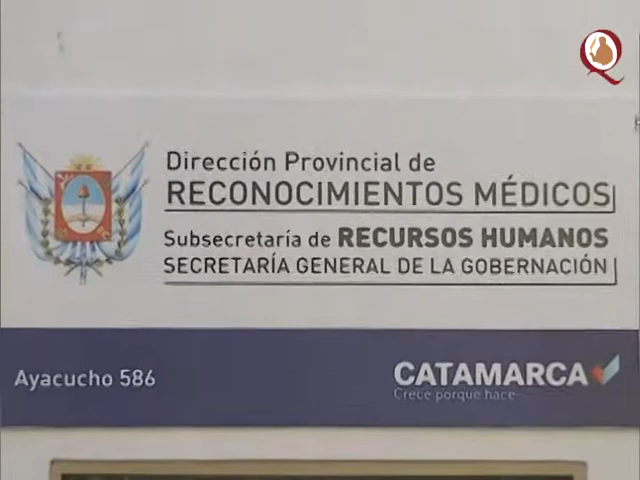 Dirección Provincial de
RECONOCIMIENTOS MÉDICOS
Subsecretaría de RECURSOS HUMANOS
SECRETARÍA GENERAL DE LA GOBERNACIÓN
Ayacucho 586
CATAMARCA
Crece porque hace